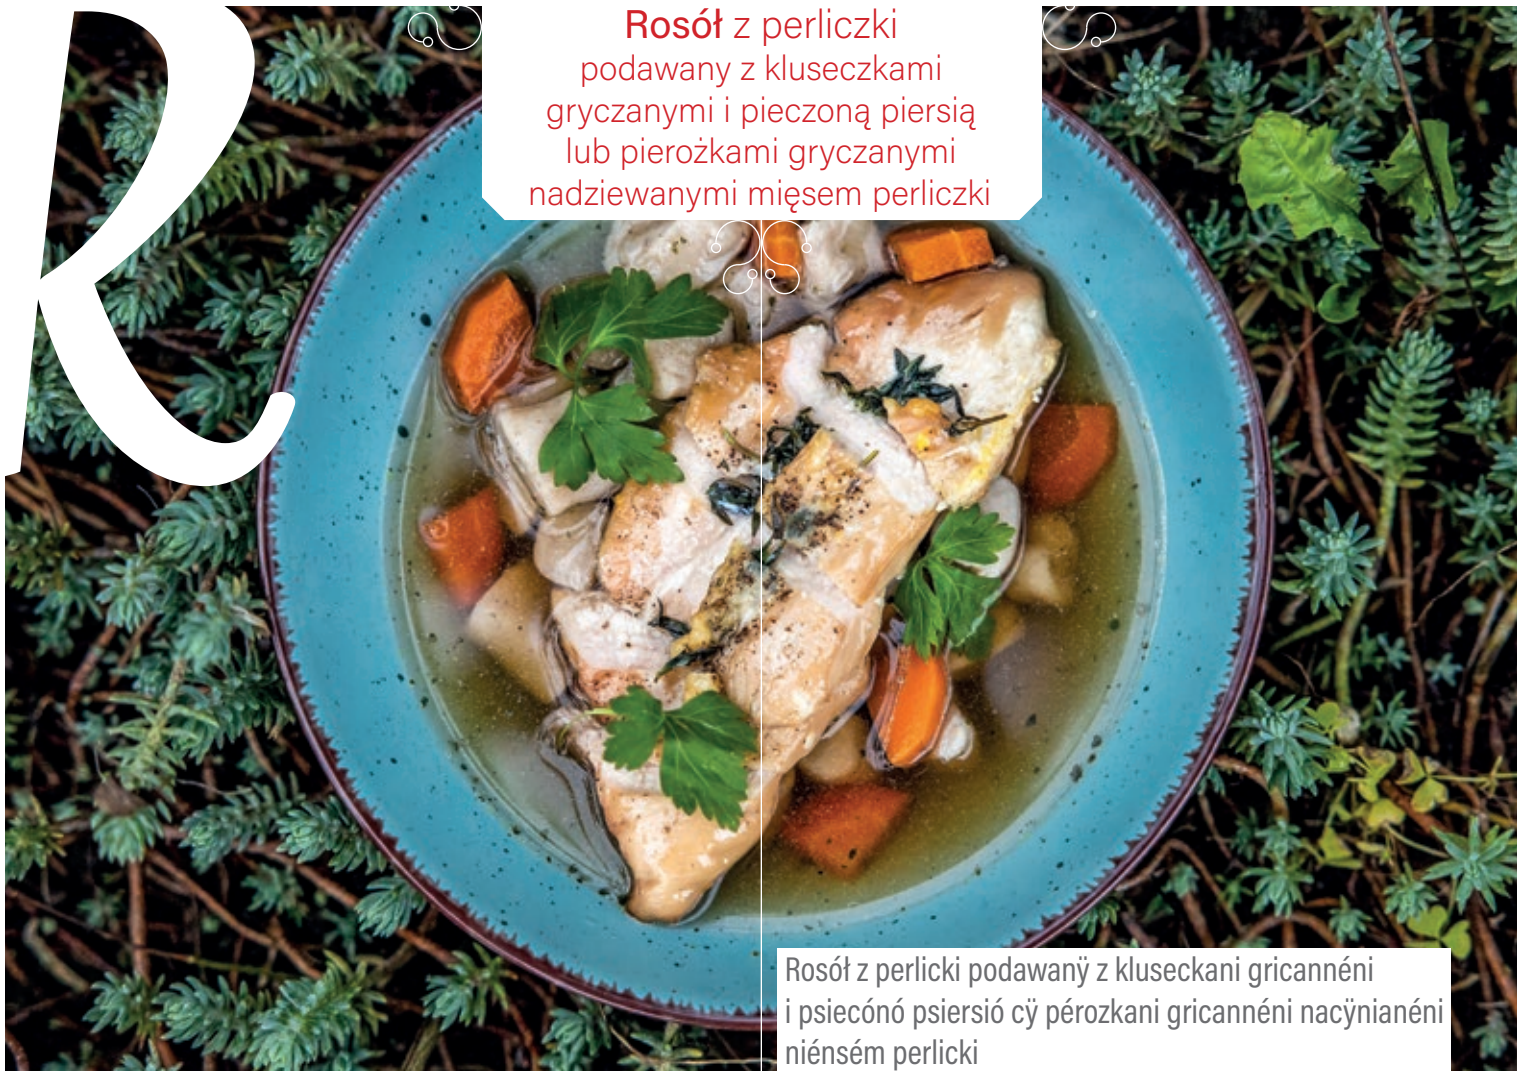 R
Rosół z perliczki
podawany z kluseczkami
gryczanymi i pieczoną piersią
lub pierożkami gryczanymi
nadziewanymi mięsem perliczki
Rosół z perlicki podawanÿ z kluseckani gricannéni
i psiecónó psiersió cÿ pérozkani gricannéni nacÿnianéni
niénsém perlicki